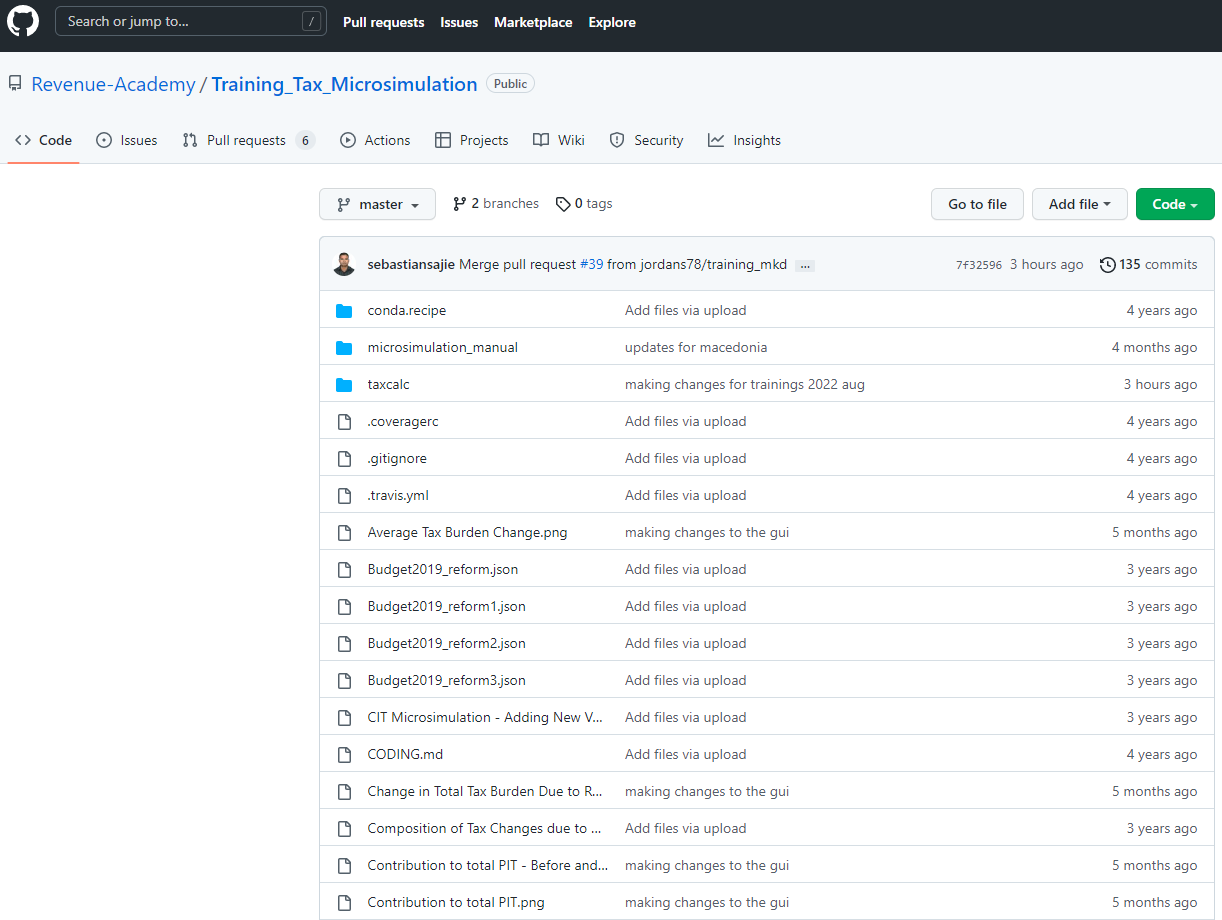 Search or jump to... /
Pull requests Issues Marketplace Explore
Revenue-Academy / Training_Tax_Microsimulation Public
Code Issues Pull requests 6 Actions Projects Wiki Security Insights
master 2 branches 0 tags Go to file Add file Code
sebastiansajie Merge pull request #39 from jordans78/training_mkd ... 7f32596 3 hours ago 135 commits
conda.recipe Add files via upload 4 years ago
microsimulation_manual updates for macedonia 4 months ago
taxcalc making changes for trainings 2022 aug 3 hours ago
.coveragerc Add files via upload 4 years ago
.gitignore Add files via upload 4 years ago
.travis.yml Add files via upload 4 years ago
Average Tax Burden Change.png making changes to the gui 5 months ago
Budget2019_reform.json Add files via upload 3 years ago
Budget2019_reform1.json Add files via upload 3 years ago
Budget2019_reform2.json Add files via upload 3 years ago
Budget2019_reform3.json Add files via upload 3 years ago
CIT Microsimulation - Adding New V... Add files via upload 3 years ago
CODING.md Add files via upload 4 years ago
Change in Total Tax Burden Due to R... making changes to the gui 5 months ago
Composition of Tax Changes due to ... Add files via upload 3 years ago
Contribution to total PIT - Before and... making changes to the gui 5 months ago
Contribution to total PIT.png making changes to the gui 5 months ago